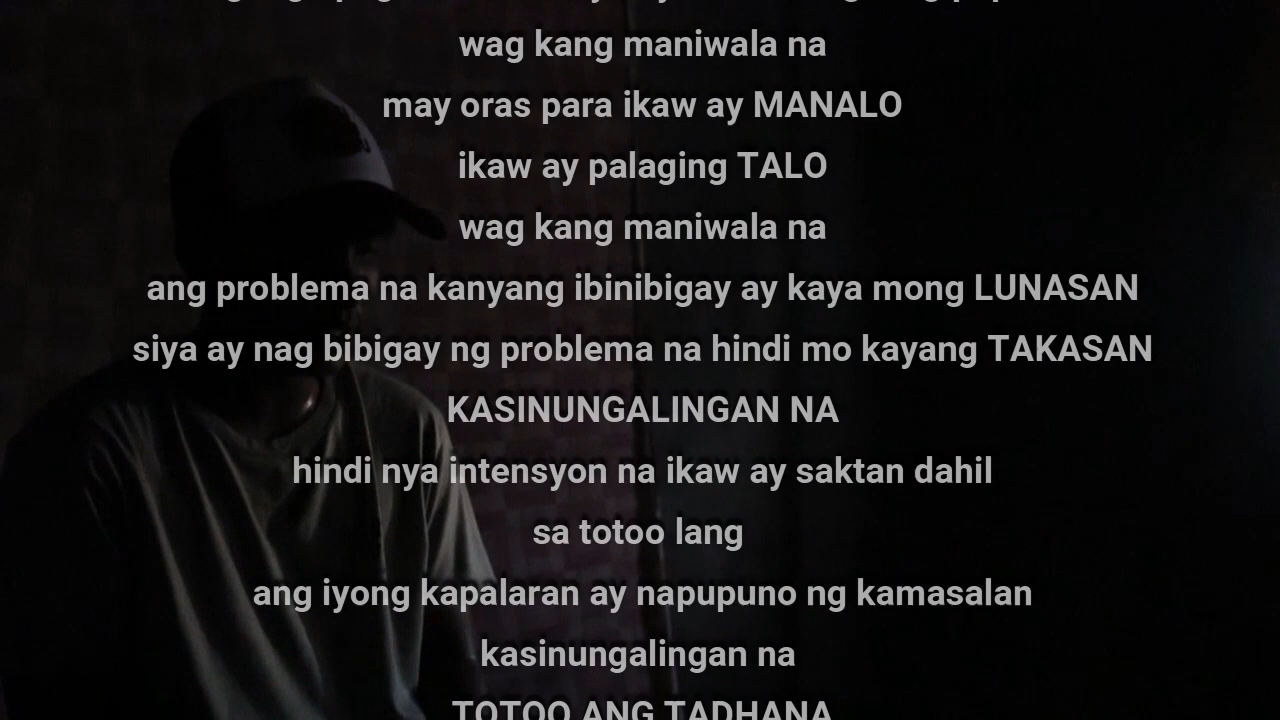 wag kang maniwala na
may oras para ikaw ay MANALO
ikaw ay palaging TALO
wag kang maniwala na
ang problema na kanyang ibinibigay ay kaya mong LUNASAN
siya ay nag bibigay ng problema na hindi mo kayang TAKASAN
KASINUNGALINGAN NA
hindi nya intensyon na ikaw ay saktan dahil
sa totoo lang
ang iyong kapalaran ay napupuno ng kamasalan
kasinungalingan na
TOTOO ANG TADHANA